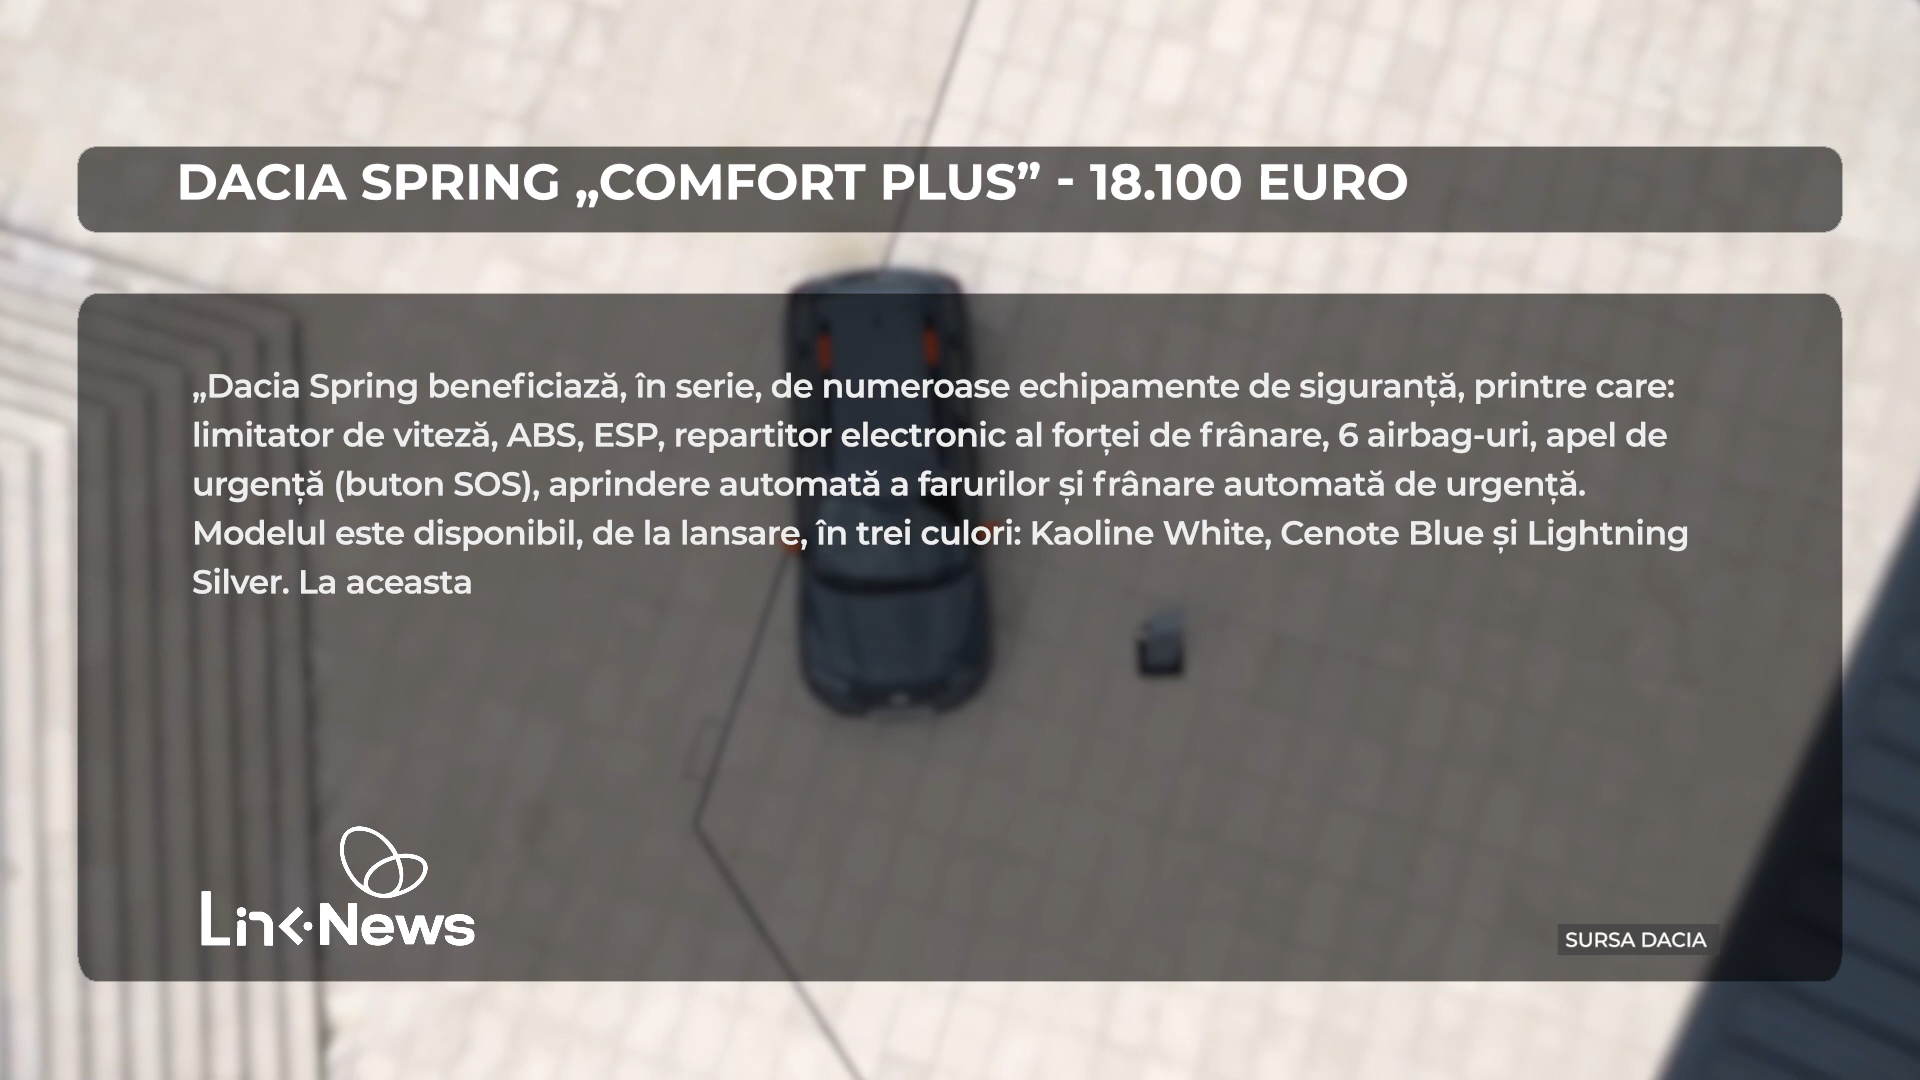 DACIA SPRING „COMFORT PLUS” - 18.100 EURO
„Dacia Spring beneficiază, în serie, de numeroase echipamente de siguranță, printre care:
limitator de viteză, ABS, ESP, repartitor electronic al forței de frânare, 6 airbag-uri, apel de
urgență (buton SOS), aprindere automată a farurilor și frânare automată de urgență.
Modelul este disponibil, de la lansare, în trei culori: Kaoline White, Cenote Blue și Lightning
Silver. La aceasta
Link News
SURSA DACIA